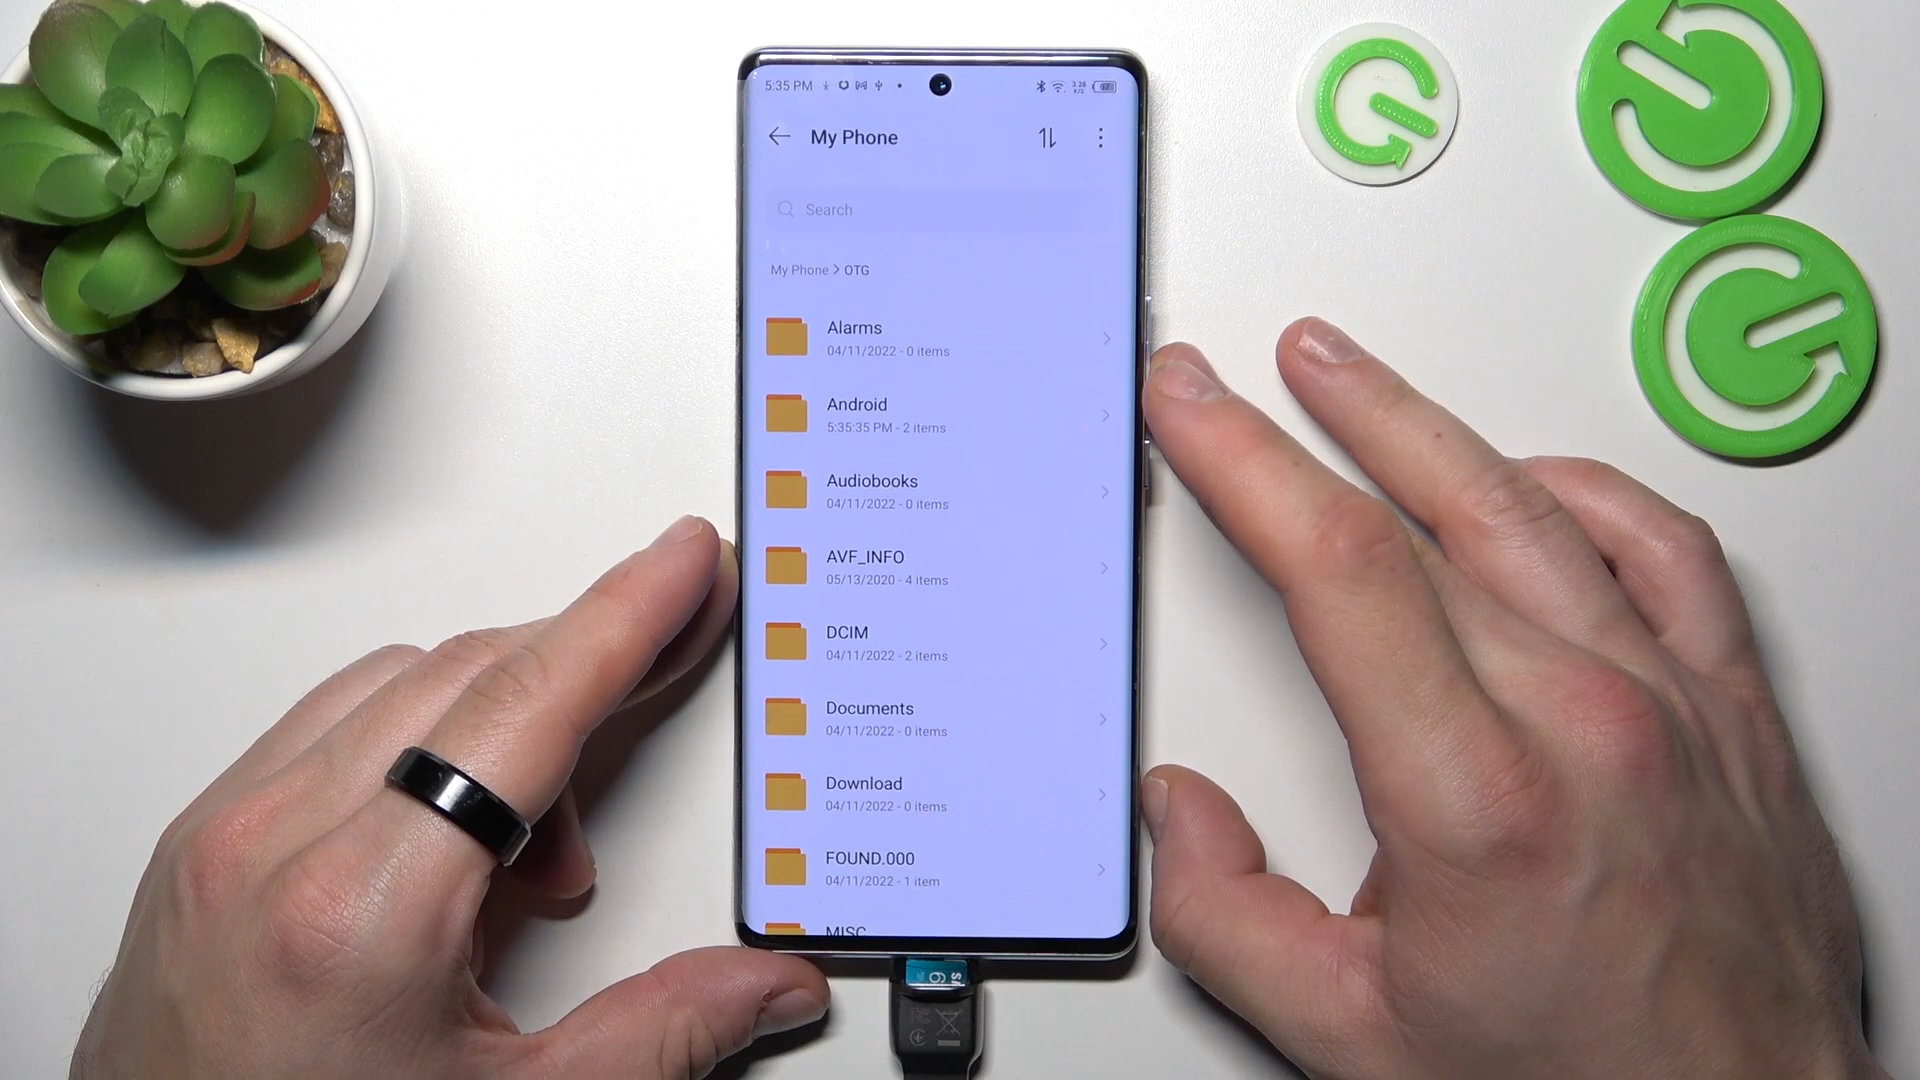 5:35 PM
3.28
K/S
My Phone
Search
My Phone > OTG
Alarms
04/11/2022 - 0 items
Android
5:35:35 PM - 2 items
Audiobooks
04/11/2022 - 0 items
AVF_INFO
05/13/2020 - 4 items
DCIM
04/11/2022 - 2 items
Documents
04/11/2022 - 0 items
Download
04/11/2022 - 0 items
FOUND.000
04/11/2022 - 1 item
MISC